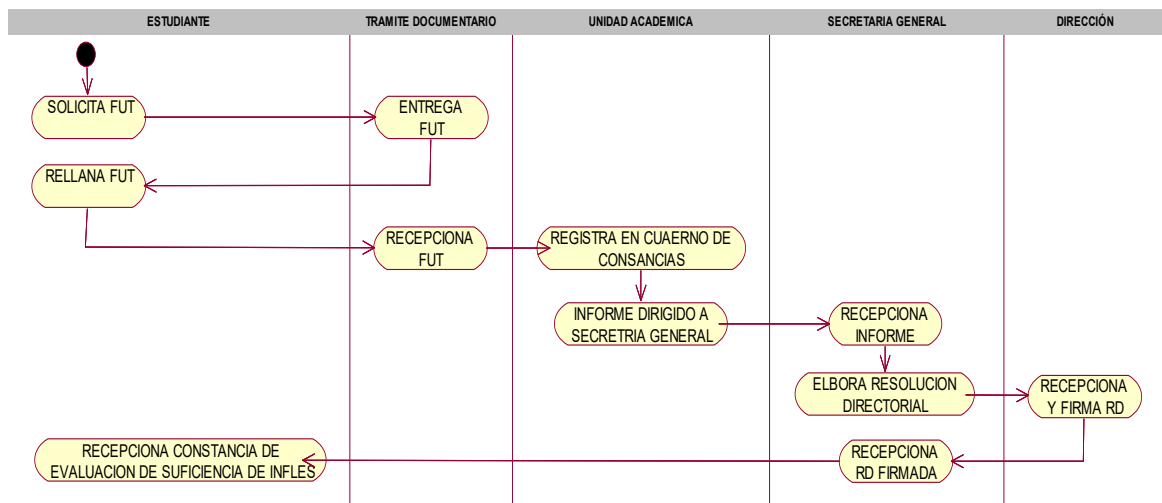 ESTUDIANTE
TRAMITE DOCUMENTARIO
UNIDAD ACADEMICA
SECRETARIA GENERAL
DIRECCIÓN
SOLICITA FUT
ENTREGA
FUT
RELLANA FUT
RECEPCIONA
FUT
REGISTRA EN CUAERNO DE
CONSANCIAS
INFORME DIRIGIDO A
SECRETRIA GENERAL
RECEPCIONA
INFORME
ELBORA RESOLUCION
DIRECTORIAL
RECEPCIONA
Y FIRMA RD
RECEPCIONA
RD FIRMADA
RECEPCIONA CONSTANCIA DE
EVALUACION DE SUFICIENCIA DE INFLES